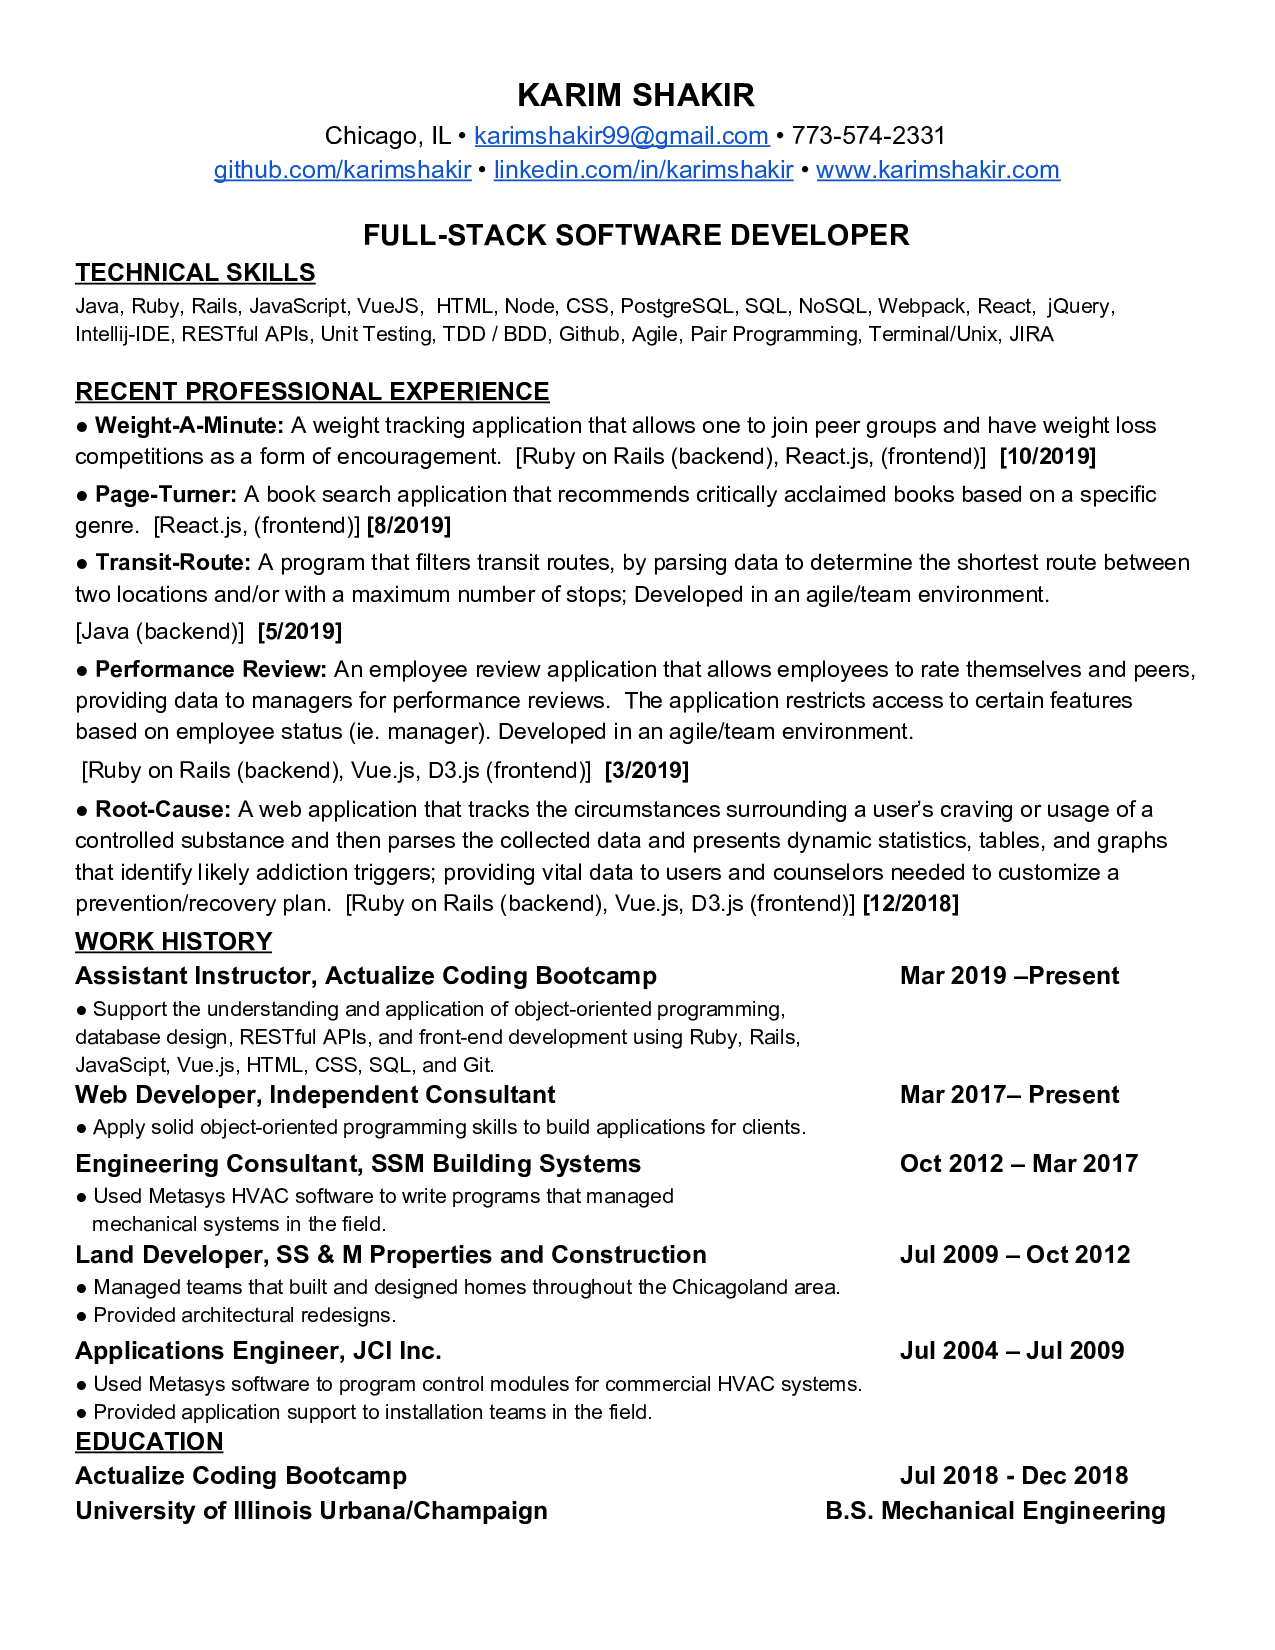 KARIM SHAKIR
Chicago, IL • karimshakir99@gmail.com • 773-574-2331
github.com/karimshakir • linkedin.com/in/karimshakir • www.karimshakir.com
FULL-STACK SOFTWARE DEVELOPER
TECHNICAL SKILLS
Java, Ruby, Rails, JavaScript, VueJS,  HTML, Node, CSS, PostgreSQL, SQL, NoSQL, Webpack, React,  jQuery,
Intellij-IDE, RESTful APIs, Unit Testing, TDD / BDD, Github, Agile, Pair Programming, Terminal/Unix, JIRA
RECENT PROFESSIONAL EXPERIENCE
● Weight-A-Minute: A weight tracking application that allows one to join peer groups and have weight loss
competitions as a form of encouragement.  [Ruby on Rails (backend), React.js, (frontend)]  [10/2019]
● Page-Turner: A book search application that recommends critically acclaimed books based on a specific
genre.  [React.js, (frontend)] [8/2019]
● Transit-Route: A program that filters transit routes, by parsing data to determine the shortest route between
two locations and/or with a maximum number of stops; Developed in an agile/team environment.
[Java (backend)]  [5/2019]
● Performance Review: An employee review application that allows employees to rate themselves and peers,
providing data to managers for performance reviews.  The application restricts access to certain features
based on employee status (ie. manager). Developed in an agile/team environment.
[Ruby on Rails (backend), Vue.js, D3.js (frontend)]  [3/2019]
● Root-Cause: A web application that tracks the circumstances surrounding a user’s craving or usage of a
controlled substance and then parses the collected data and presents dynamic statistics, tables, and graphs
that identify likely addiction triggers; providing vital data to users and counselors needed to customize a
prevention/recovery plan.  [Ruby on Rails (backend), Vue.js, D3.js (frontend)] [12/2018]
WORK HISTORY
Assistant Instructor, Actualize Coding Bootcamp Mar 2019 –Present
● Support the understanding and application of object-oriented programming,
database design, RESTful APIs, and front-end development using Ruby, Rails,
JavaScipt, Vue.js, HTML, CSS, SQL, and Git.
Web Developer, Independent Consultant Mar 2017– Present
● Apply solid object-oriented programming skills to build applications for clients.
Engineering Consultant, SSM Building Systems Oct 2012 – Mar 2017
● Used Metasys HVAC software to write programs that managed
mechanical systems in the field.
Land Developer, SS & M Properties and Construction Jul 2009 – Oct 2012
● Managed teams that built and designed homes throughout the Chicagoland area.
● Provided architectural redesigns.
Applications Engineer, JCI Inc. Jul 2004 – Jul 2009
● Used Metasys software to program control modules for commercial HVAC systems.
● Provided application support to installation teams in the field.
EDUCATION
Actualize Coding Bootcamp Jul 2018 - Dec 2018
University of Illinois Urbana/Champaign B.S. Mechanical Engineering